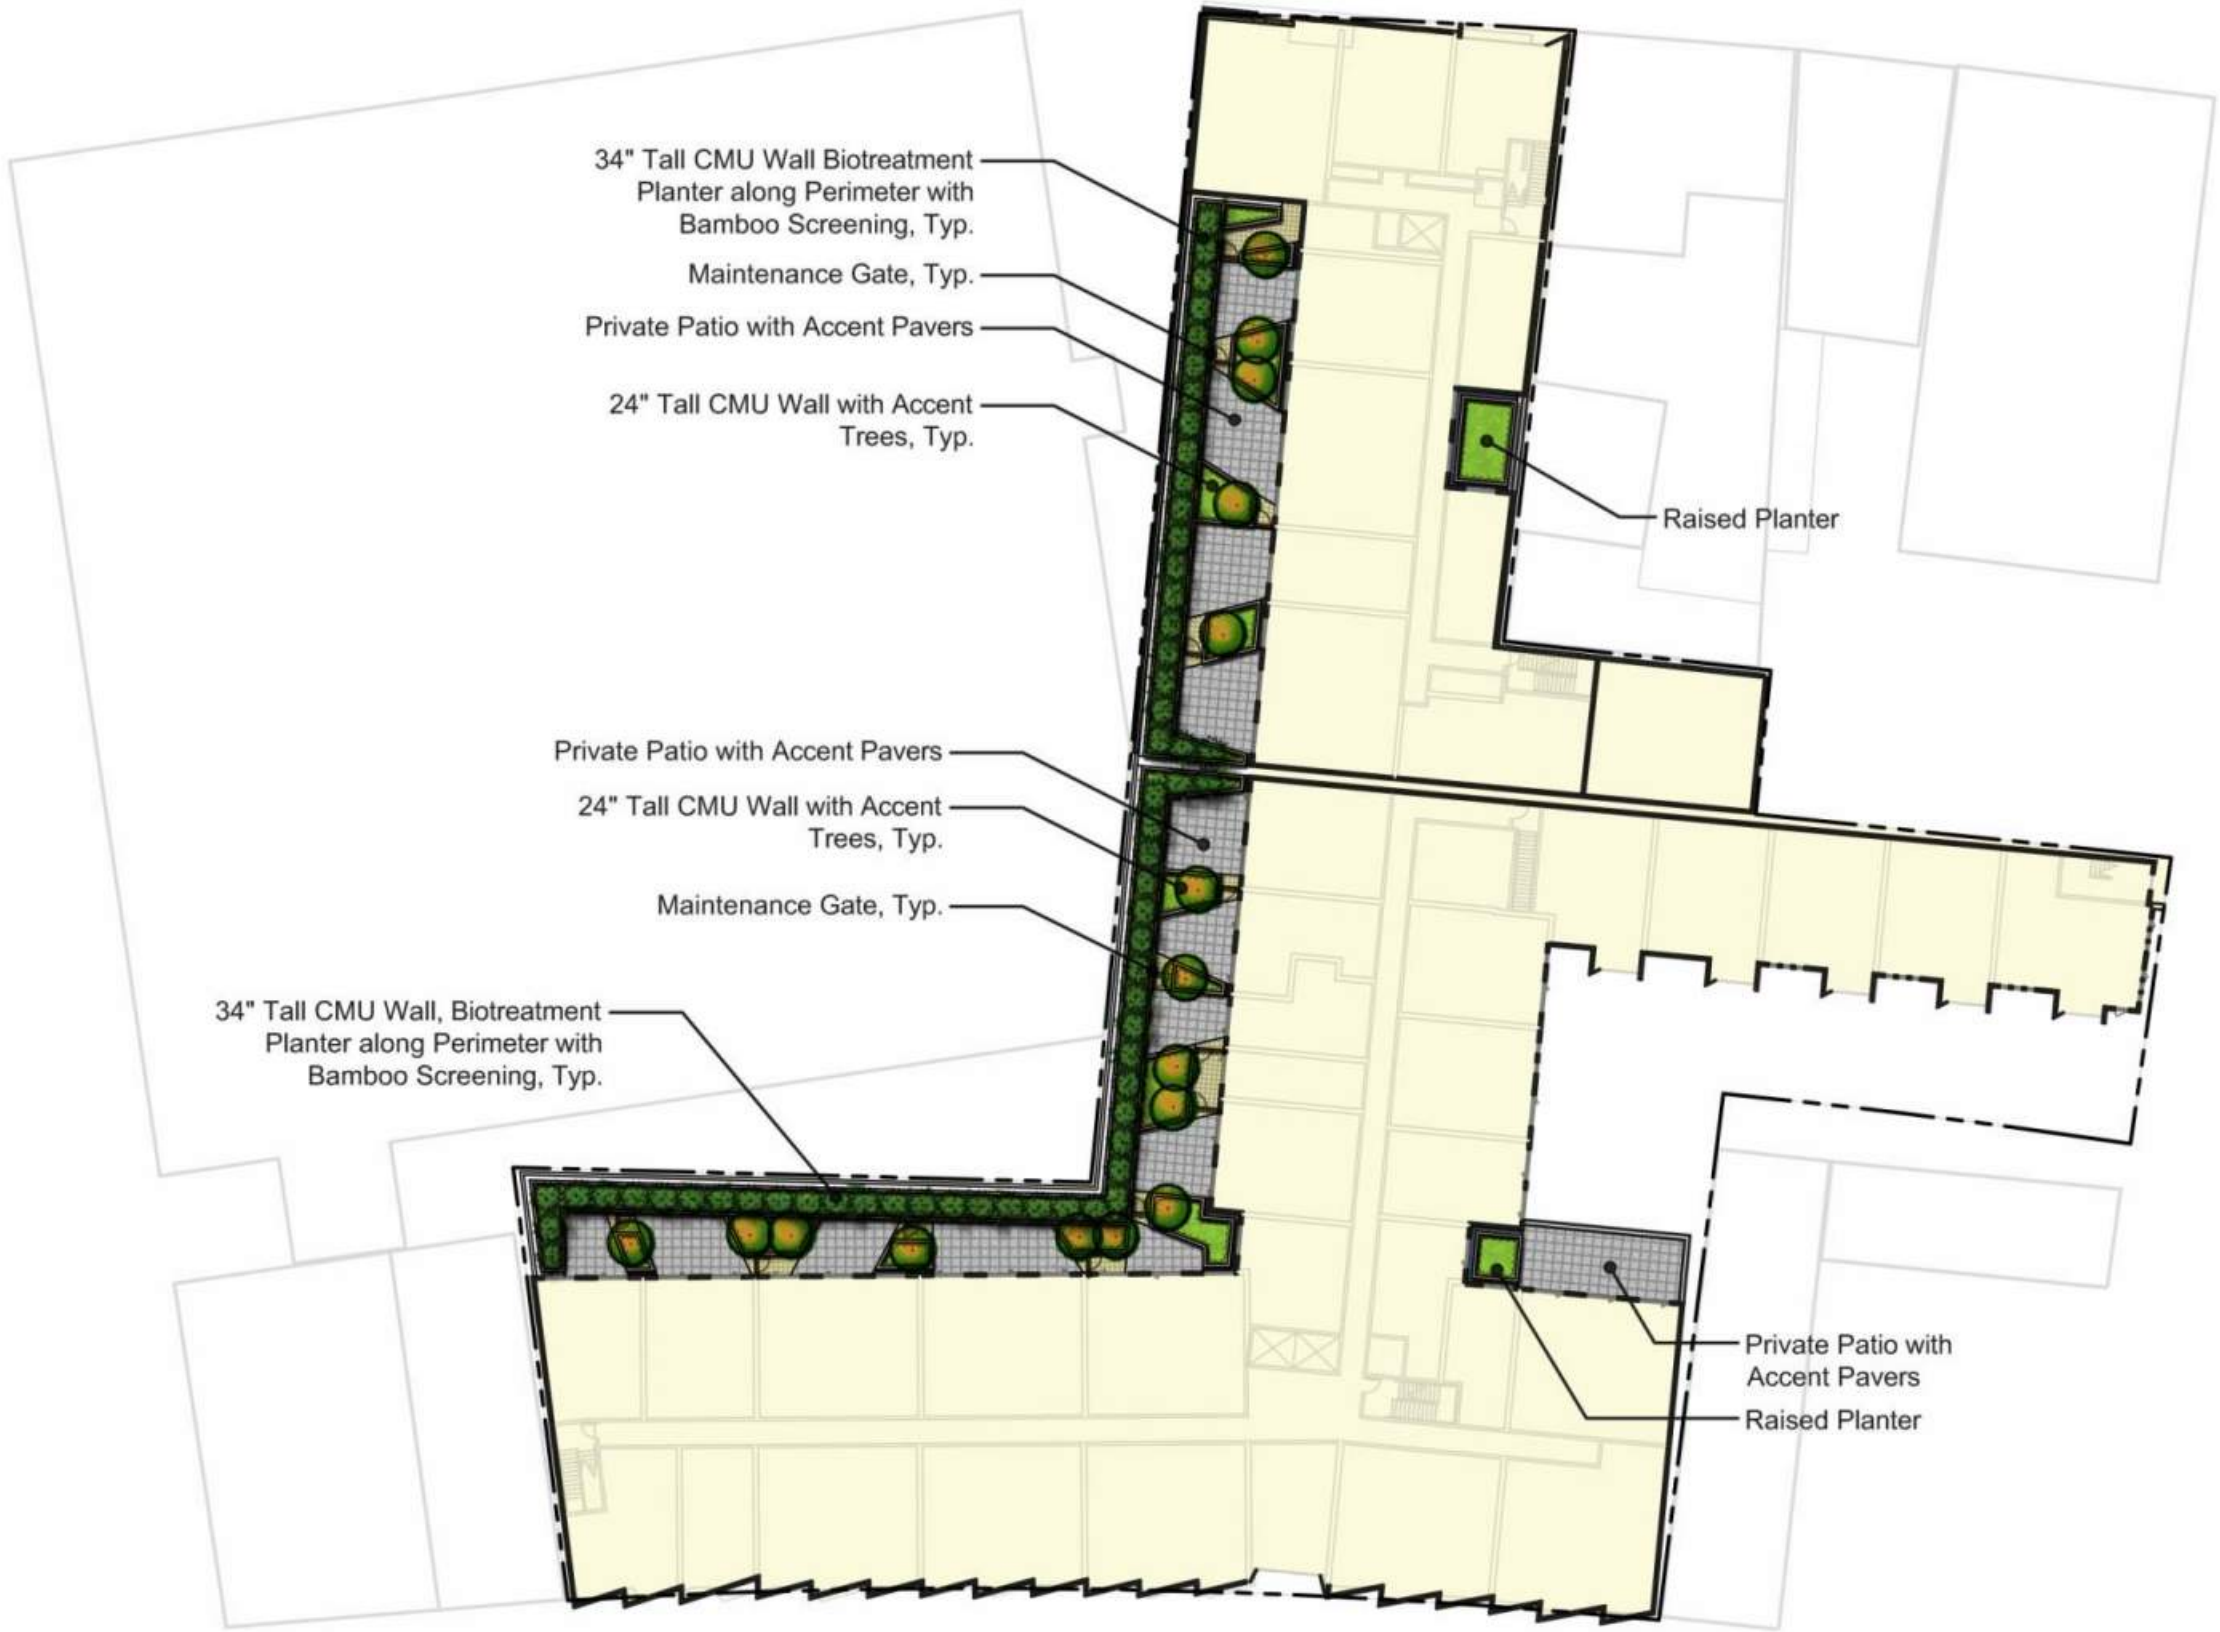 34" Tall CMU Wall Biotreatment
Planter along Perimeter with
Bamboo Screening, Typ.
Maintenance Gate, Typ.
Private Patio with Accent Pavers
24" Tall CMU Wall with Accent
Trees, Typ.
Raised Planter
Private Patio with Accent Pavers
24" Tall CMU Wall with Accent
Trees, Typ.
Maintenance Gate, Typ.
34" Tall CMU Wall, Biotreatment
Planter along Perimeter with
Bamboo Screening, Typ.
Private Patio with
Accent Pavers
Raised Planter